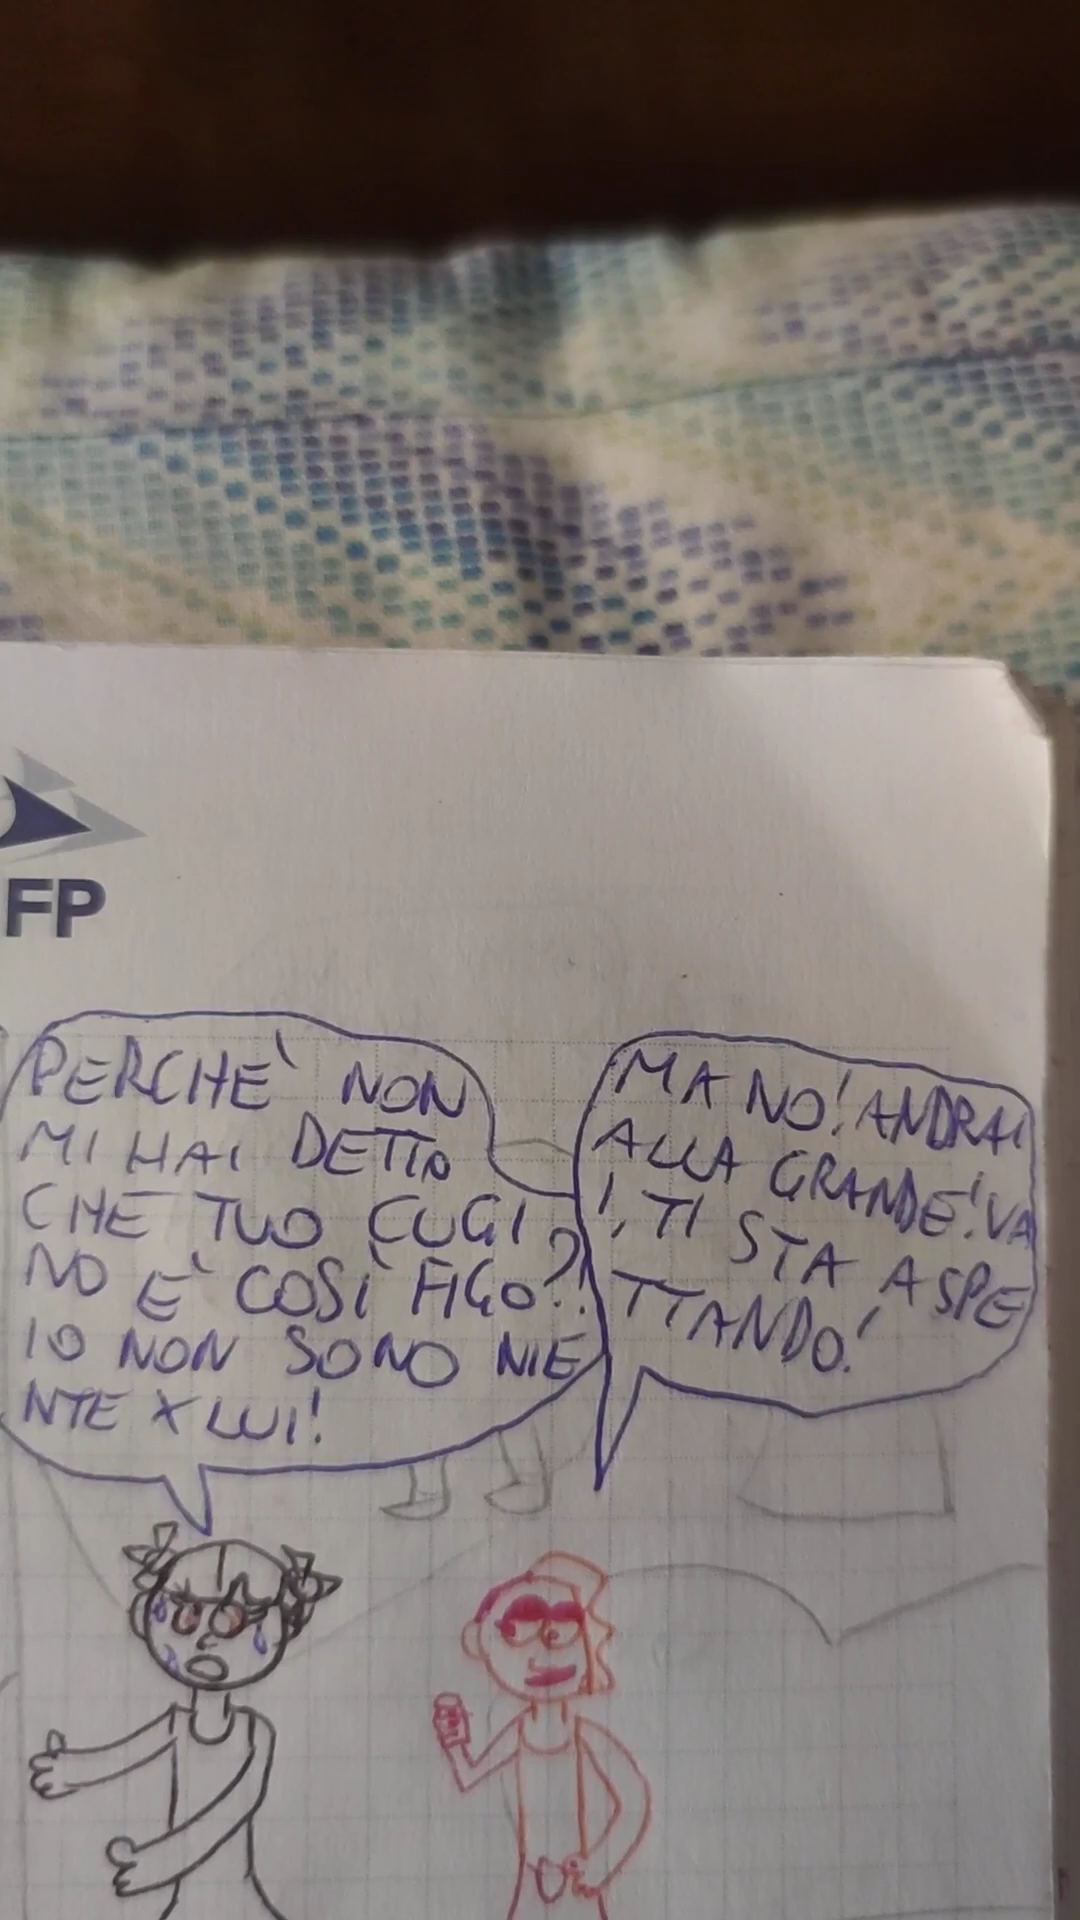 FP
PERCHE' NON
MI HAI DETTO
CHE TUO CUGI
NO E' COSÌ FIGO?!
IO NON SONO NIE
NTE X LUI!
MA NO! ANDRAI
ALLA GRANDE! VA
!, TI STA ASPE
TTANDO!